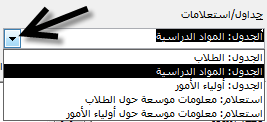 جداول/استعلامات
الجدول: المواد الدراسية
الجدول: الطلاب
الجدول: المواد الدراسية
الجدول: أولياء الأمور
استعلام: معلومات موسعة حول الطلاب
استعلام: معلومات موسعة حول أولياء الأمور